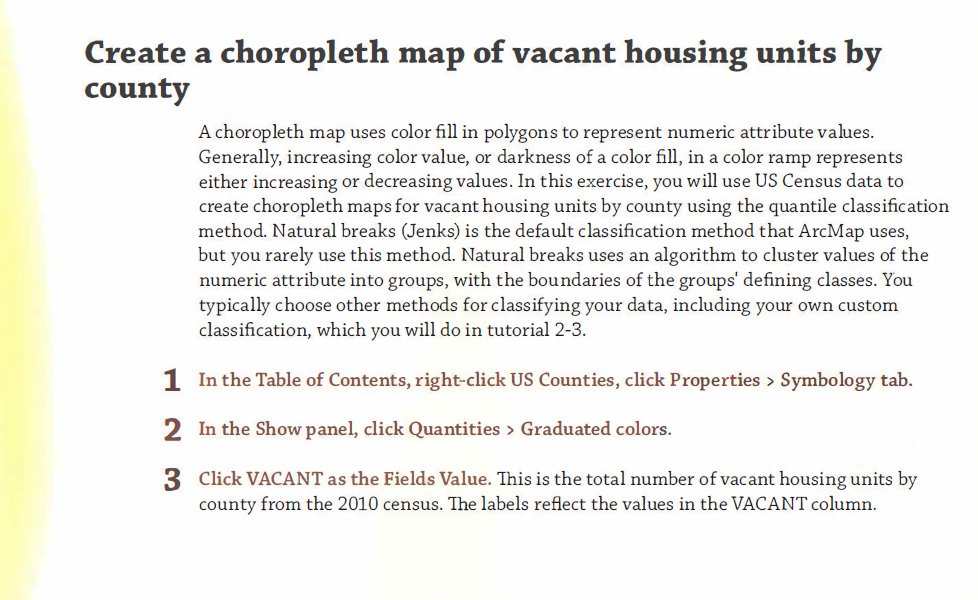 Create a choropleth map of vacant housing units by
county
A choropleth map uses color fill in polygons to represent numeric attribute values.
Generally, increasing color value, or darkness of a color fill, in a color ramp represents
either increasing or decreasing values. In this exercise, you will use US Census data to
create choropleth maps for vacant housing units by county using the quantile classification
method. Natural breaks (Jenks) is the default classification method that ArcMap uses,
but you rarely use this method. Natural breaks uses an algorithm to cluster values of the
numeric attribute into groups, with the boundaries of the groups' defining classes. You
typically choose other methods for classifying your data, including your own custom
classification, which you will do in tutorial 2-3.
1 In the Table of Contents, right-click US Counties, click Properties > Symbology tab.
2 In the Show panel, click Quantities > Graduated colors.
3 Click VACANT as the Fields Value. This is the total number of vacant housing units by
county from the 2010 census. The labels reflect the values in the VACANT column.